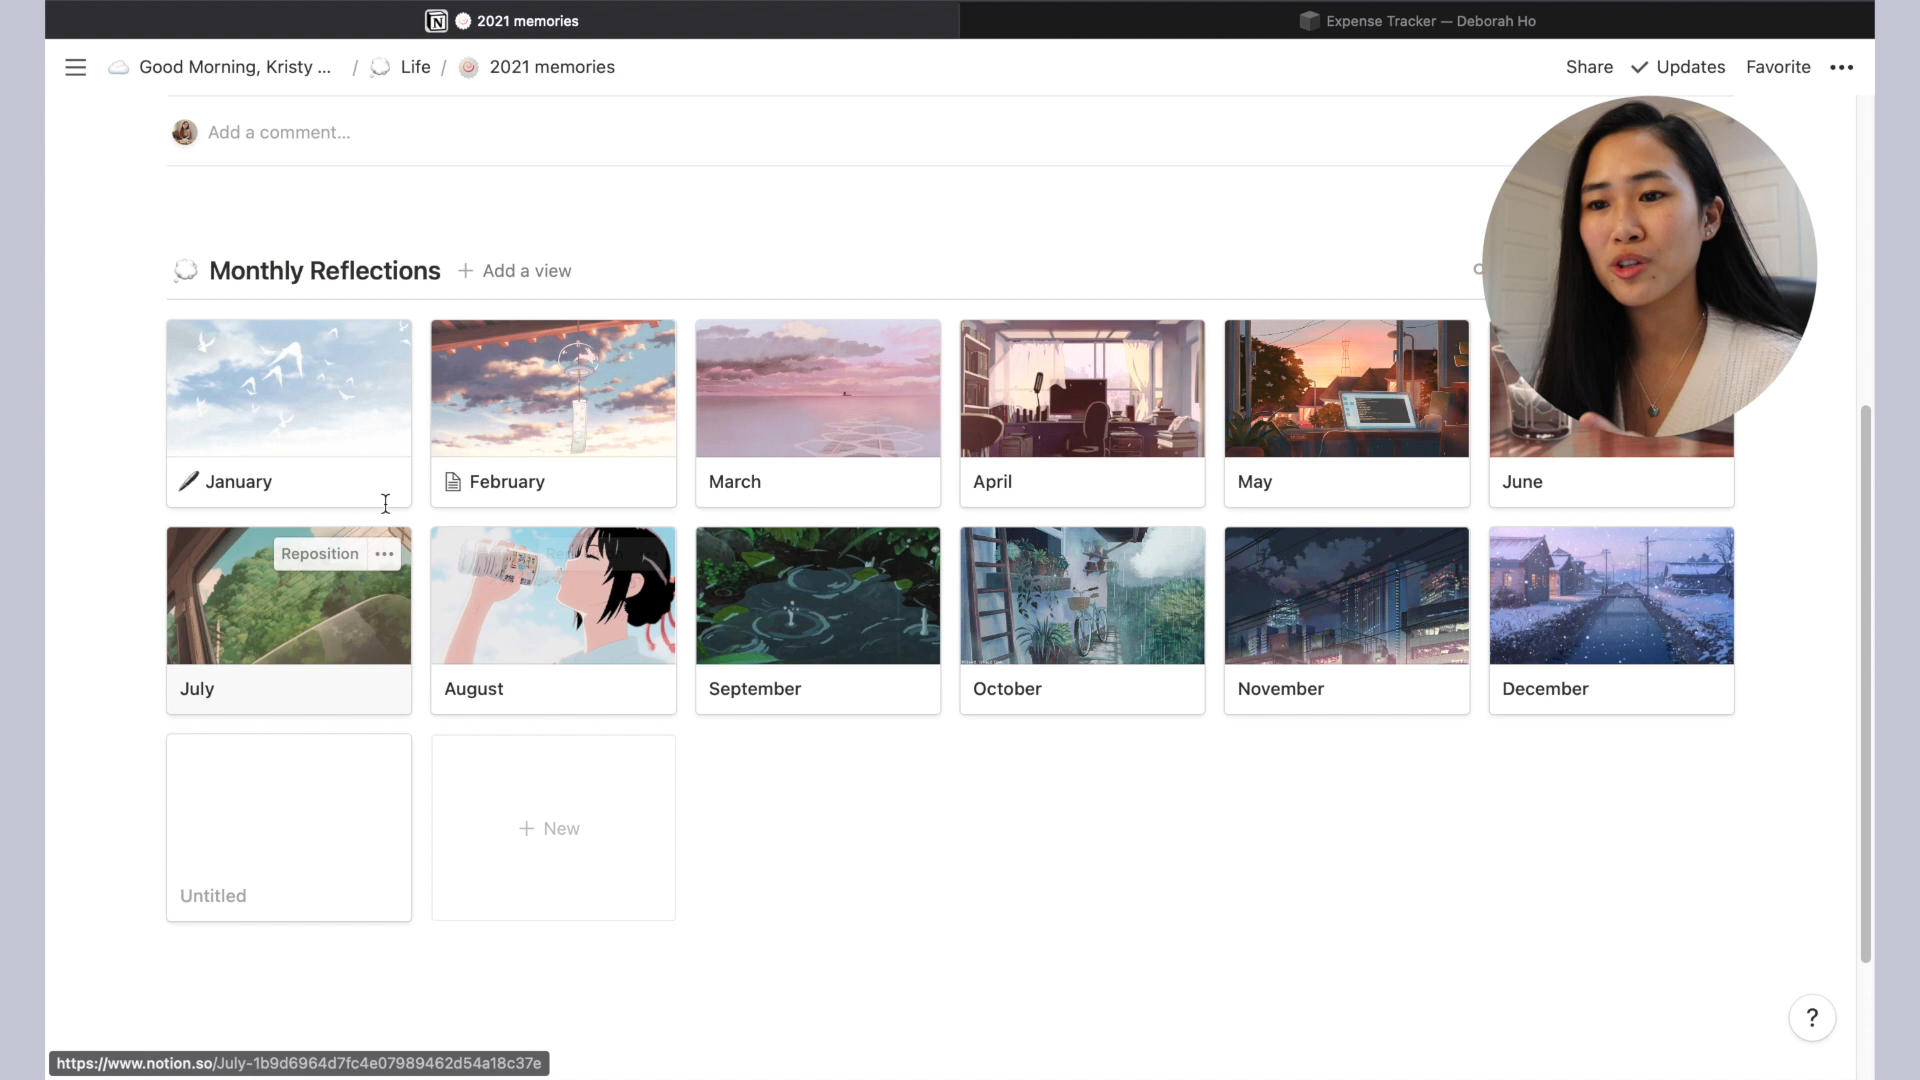 2021 memories
Expense Tracker — Deborah Ho
Good Morning, Kristy ... / Life / 2021 memories
Share Updates Favorite
Add a comment...
Monthly Reflections + Add a view
January
February
March
April
May
June
Reposition
July
August
September
October
November
December
Untitled
+ New
?
https://www.notion.so/July-1b9d6964d7fc4e07989462d54a18c37e